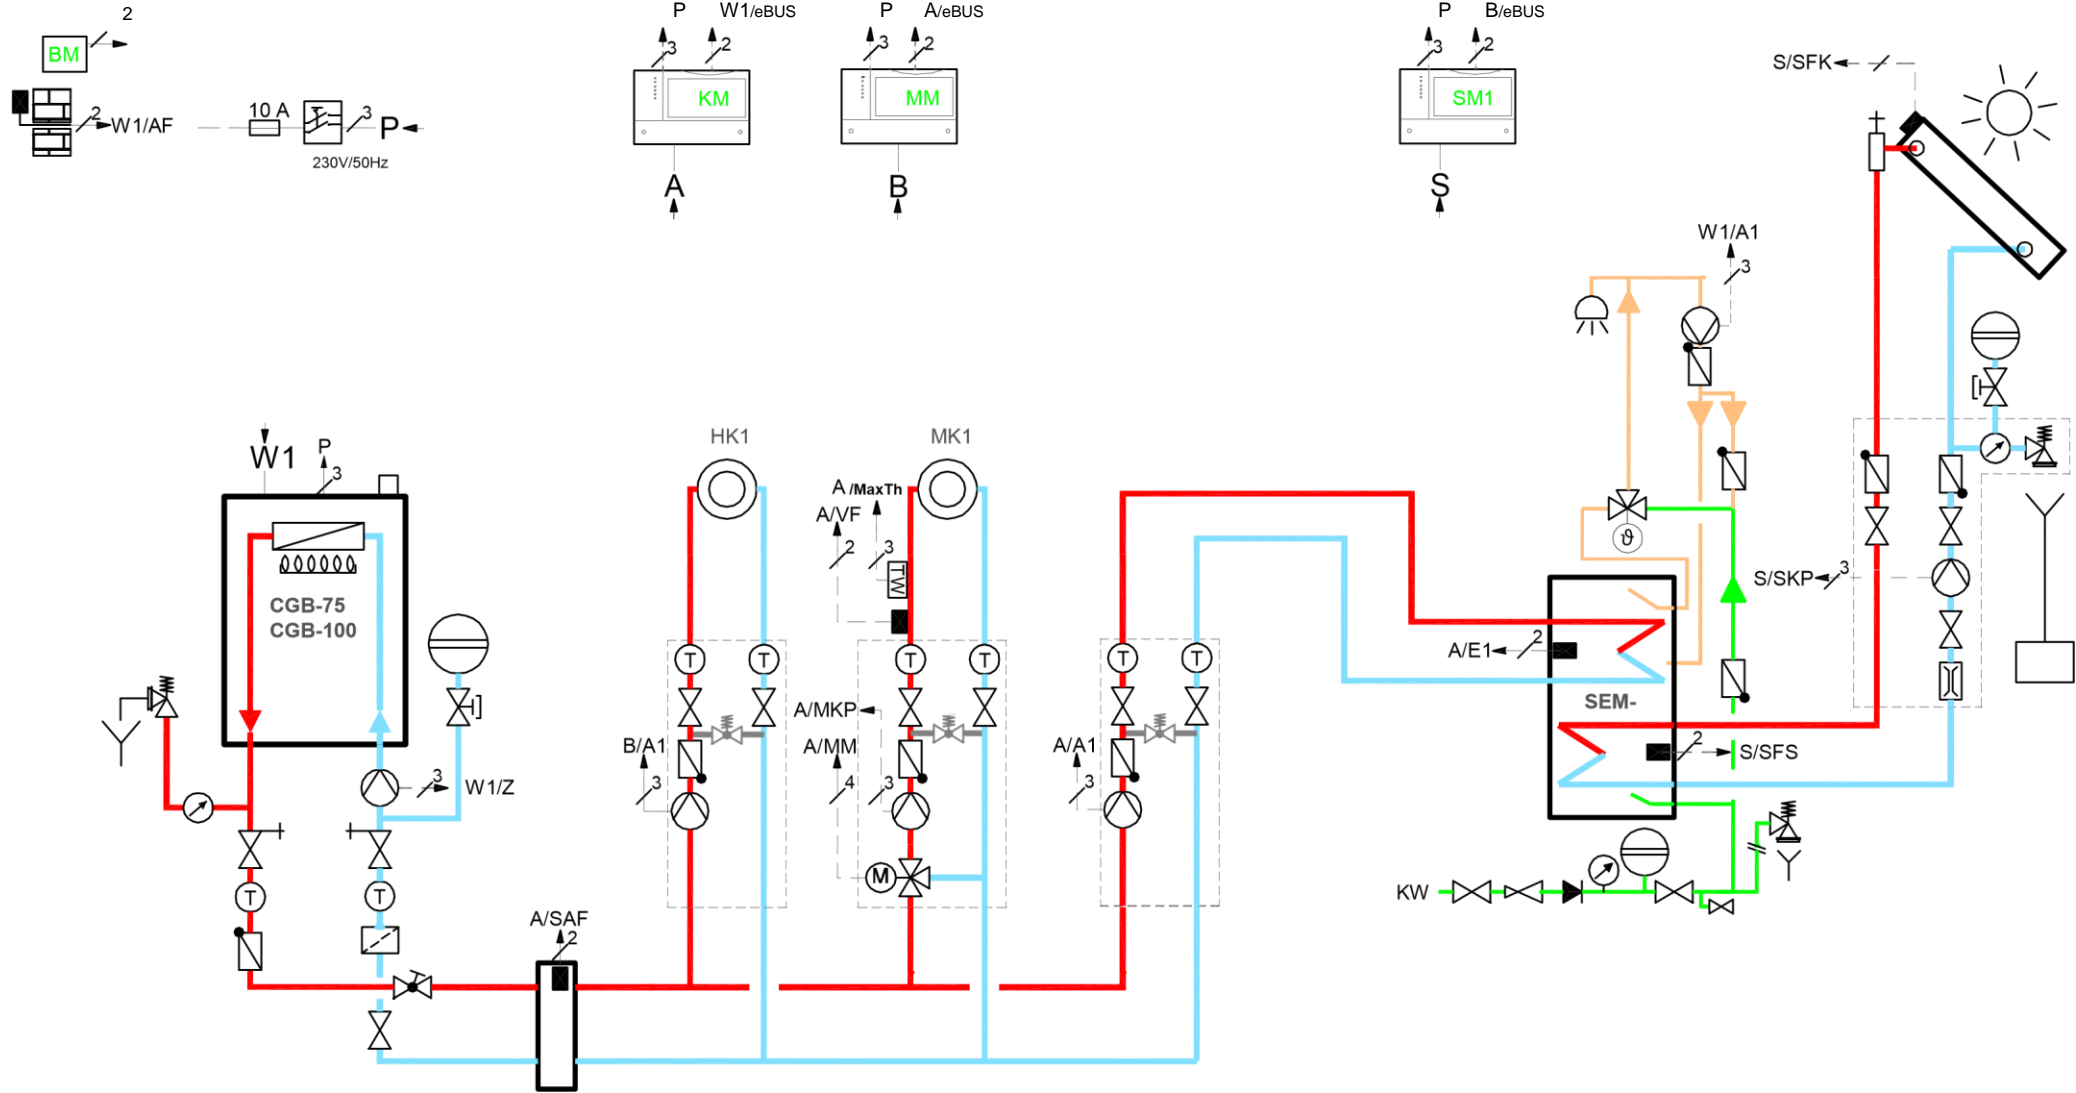 2
P W1/eBUS
P A/eBUS
P B/eBUS
BM
3 2
3 2
3 2
S/SFK
KM
MM
SM1
2
W1/AF
10 A
3
P
230V/50Hz
A
B
S
W1/A1
3
HK1
MK1
W1
P
3
A /MaxTh
A/VF
2
3
TW
ϑ
CGB-75
CGB-100
S/SKP
3
A/E1
2
T
T
T
T
T
T
SEM-
A/MKP
B/A1
A/MM
A/A1
2
S/SFS
3
W1/Z
3
4
3
3
M
T
T
KW
A/SAF
2